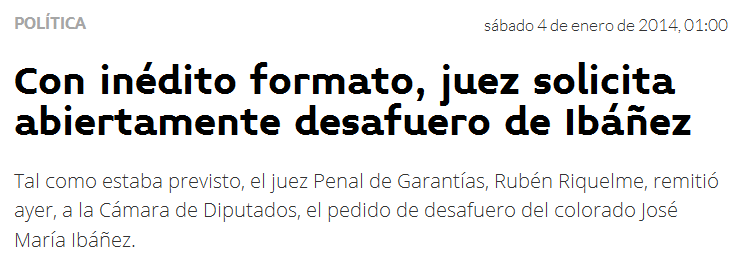 POLÍTICA
sábado 4 de enero de 2014, 01:00
Con inédito formato, juez solicita
abiertamente desafuero de Ibáñez
Tal como estaba previsto, el juez Penal de Garantías, Rubén Riquelme, remitió
ayer, a la Cámara de Diputados, el pedido de desafuero del colorado José
María Ibáñez.